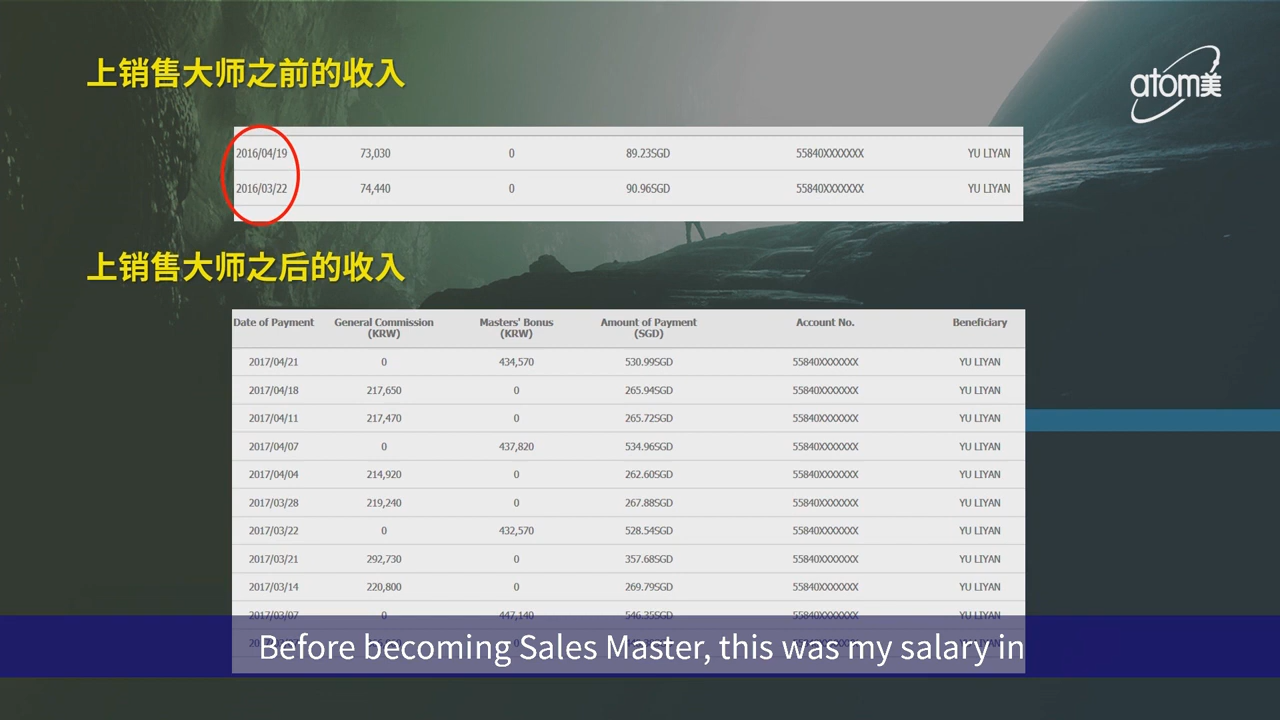 上销售大师之前的收入
atom美
2016/04/19 73,030 0 89.23SGD 55840XXXXXXX YU LIYAN
2016/03/22 74,440 0 90.96SGD 55840XXXXXXX YU LIYAN
上销售大师之后的收入
Date of Payment General Commission (KRW) Masters' Bonus (KRW) Amount of Payment (SGD) Account No. Beneficiary
2017/04/21 0 434,570 530.99SGD 55840XXXXXXX YU LIYAN
2017/04/18 217,650 0 265.94SGD 55840XXXXXXX YU LIYAN
2017/04/11 217,470 0 265.72SGD 55840XXXXXXX YU LIYAN
2017/04/07 0 437,820 534.96SGD 55840XXXXXXX YU LIYAN
2017/04/04 214,920 0 262.60SGD 55840XXXXXXX YU LIYAN
2017/03/28 219,240 0 267.88SGD 55840XXXXXXX YU LIYAN
2017/03/22 0 432,570 528.54SGD 55840XXXXXXX YU LIYAN
2017/03/21 292,730 0 357.68SGD 55840XXXXXXX YU LIYAN
2017/03/14 220,800 0 269.79SGD 55840XXXXXXX YU LIYAN
2017/03/07 0 447,140 546.35SGD 55840XXXXXXX YU LIYAN
Before becoming Sales Master, this was my salary in